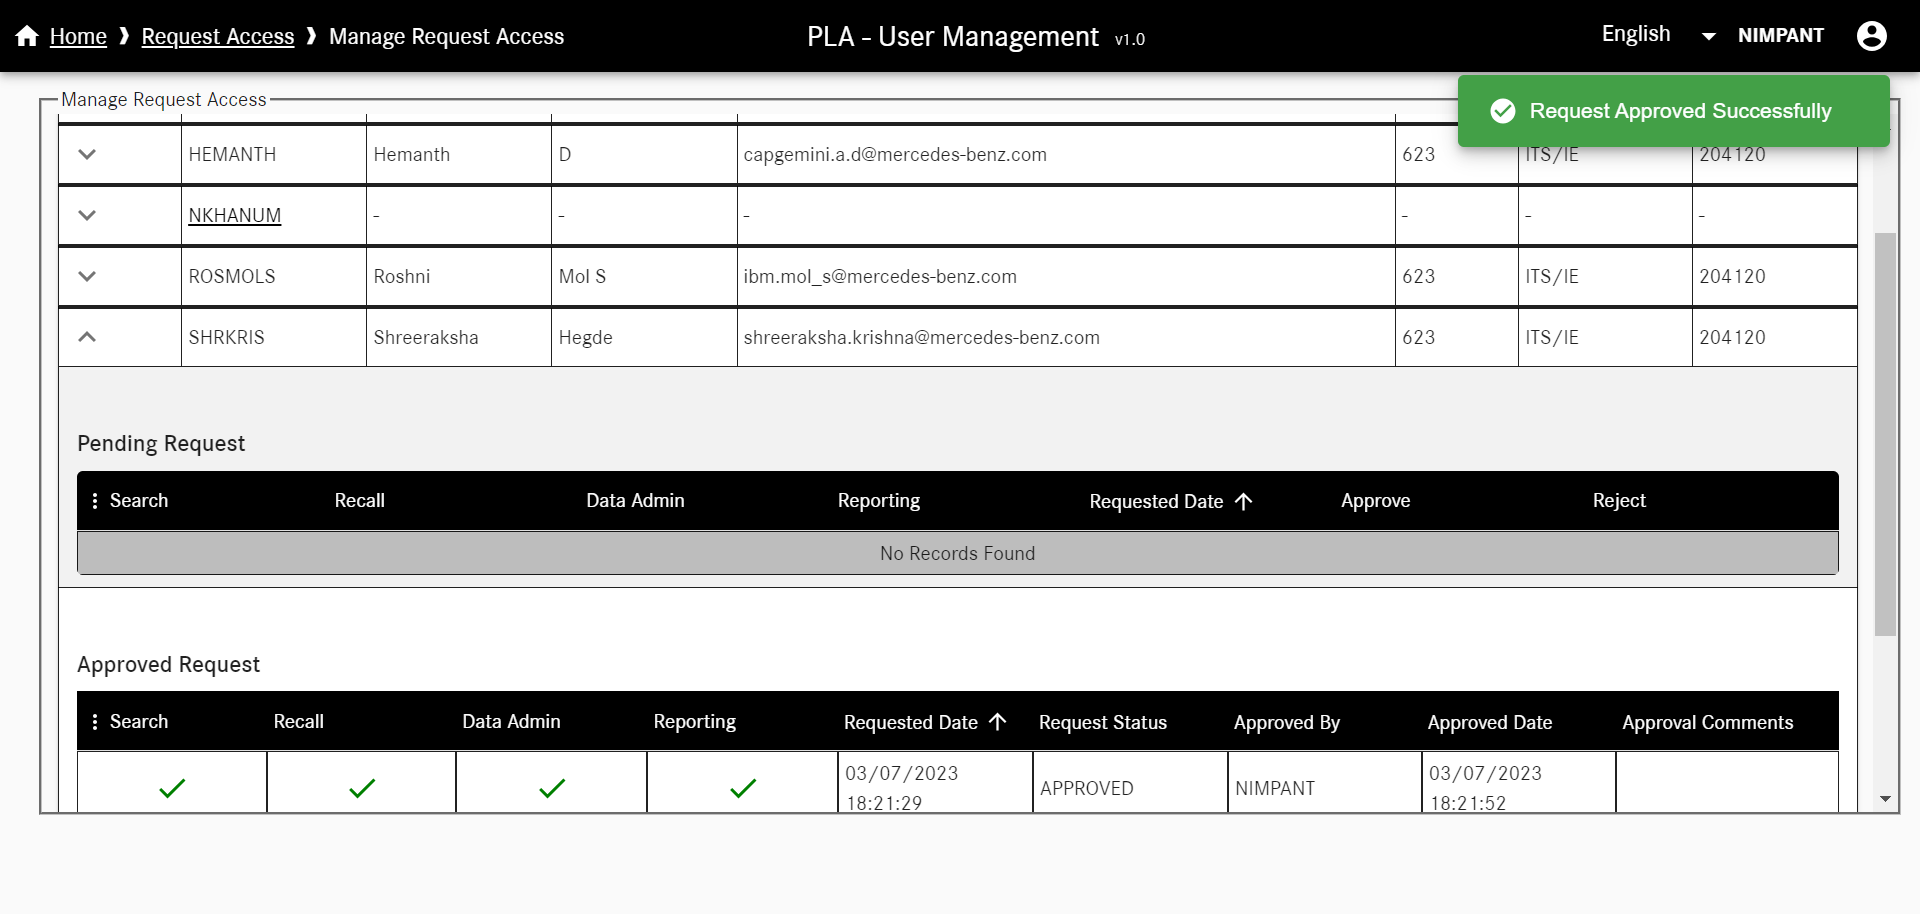 Home ❱ Request Access ❱ Manage Request Access
PLA - User Management v1.0
English NIMPANT
Request Approved Successfully
Manage Request Access
HEMANTH Hemanth D capgemini.a.d@mercedes-benz.com 623 ITS/IE 204120
NKHANUM - - - - - -
ROSMOLS Roshni Mol S ibm.mol_s@mercedes-benz.com 623 ITS/IE 204120
SHRKRIS Shreeraksha Hegde shreeraksha.krishna@mercedes-benz.com 623 ITS/IE 204120
Pending Request
Search Recall Data Admin Reporting Requested Date Approve Reject
No Records Found
Approved Request
Search Recall Data Admin Reporting Requested Date Request Status Approved By Approved Date Approval Comments
03/07/2023 18:21:29 APPROVED NIMPANT 03/07/2023 18:21:52